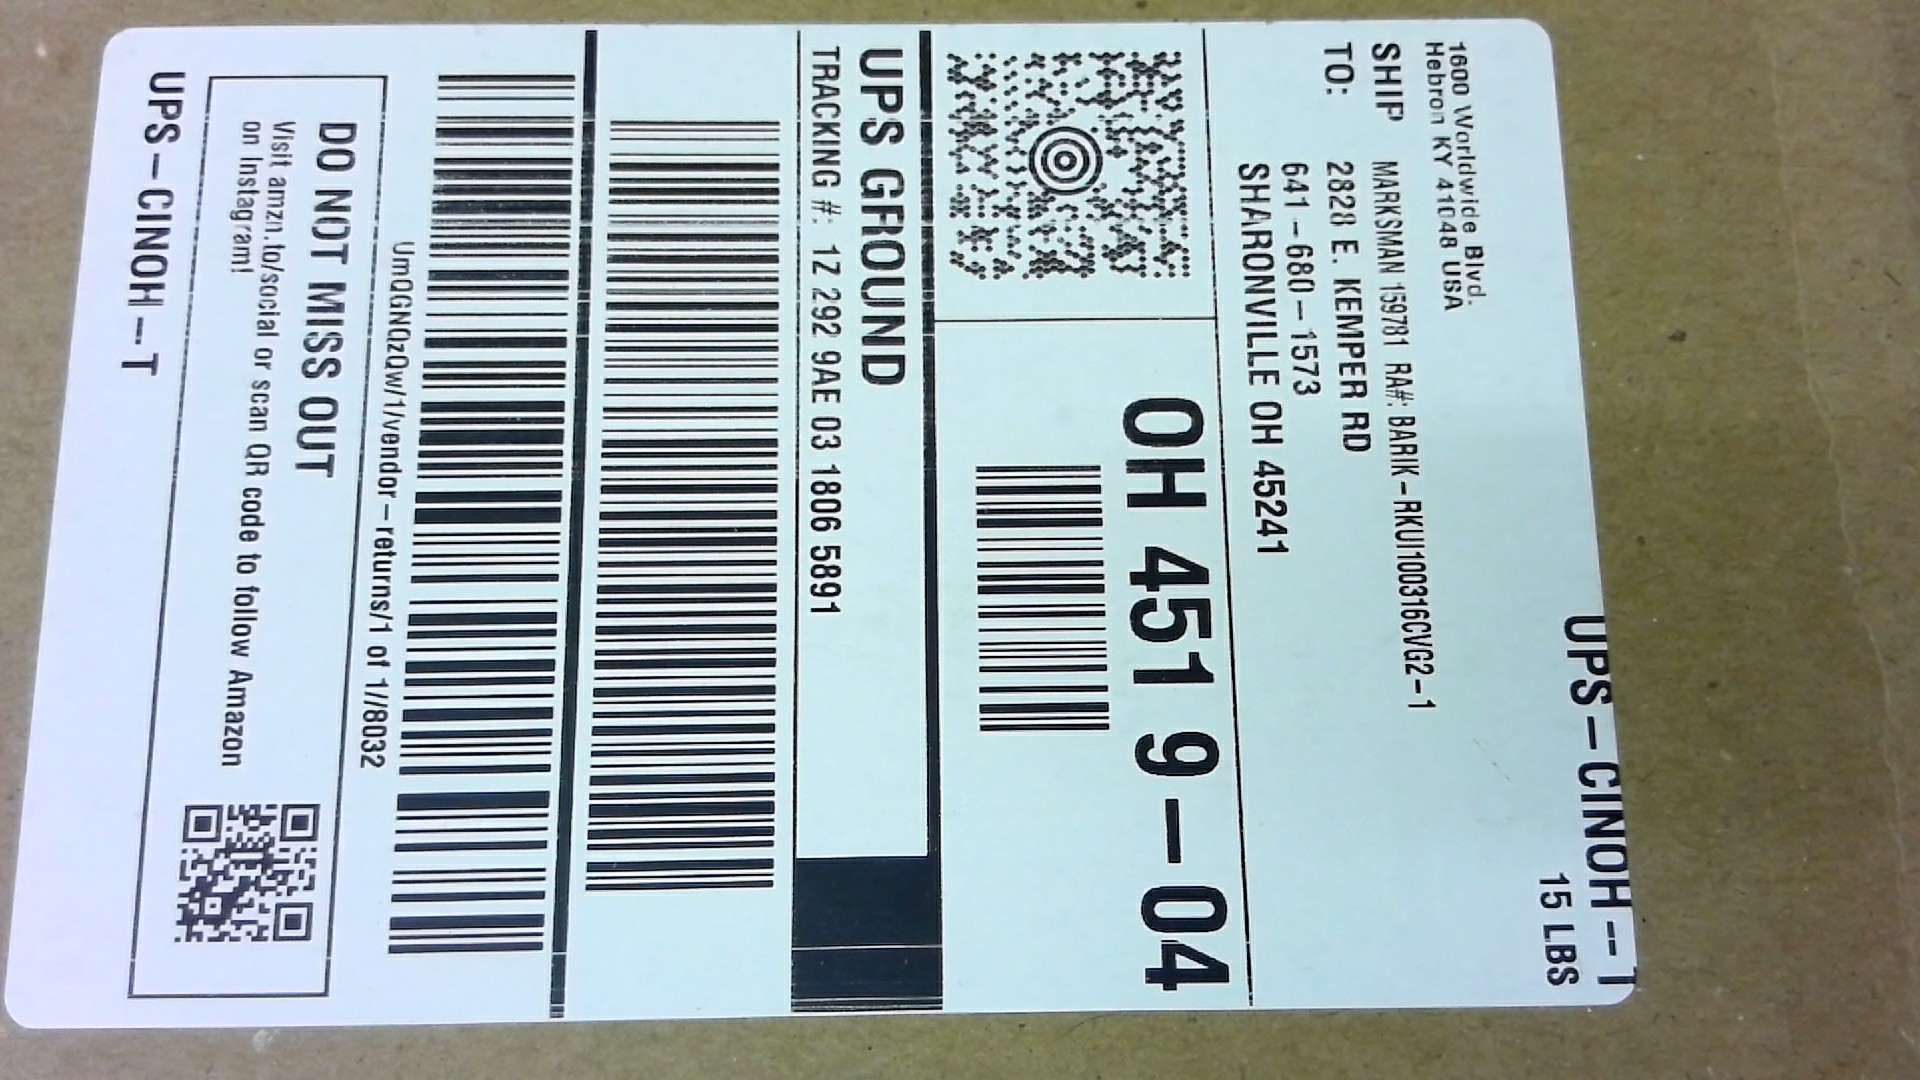 UPS-CINOH--T
15 LBS
1600 Worldwide Blvd.
Hebron KY 41048 USA
SHIP
TO:
MARKSMAN 159781 RA#: BARIK-RKUI100316CVG2-1
2828 E. KEMPER RD
641-680-1573
SHARONVILLE OH 45241
OH 451 9-04
UPS GROUND
TRACKING #: 1Z 292 9AE 03 1806 5891
UmQGNQzQw/1/vendor-returns/1 of 1//8032
DO NOT MISS OUT
Visit amzn.to/social or scan QR code to follow Amazon
on Instagram!
UPS-CINOH--T